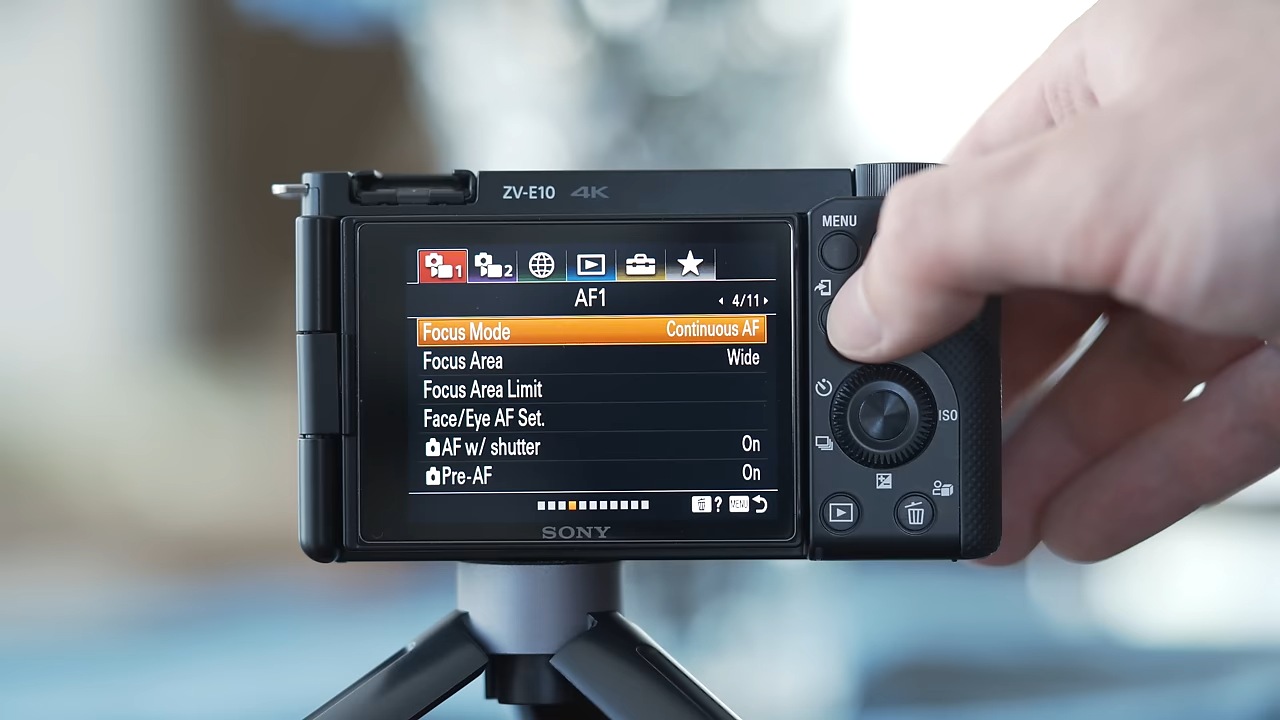 ZV-E10 4K
MENU
1 2
AF1 4/11
Focus Mode Continuous AF
Focus Area Wide
Focus Area Limit
Face/Eye AF Set.
AF w/ shutter On
Pre-AF On
ISO
? MENU
SONY